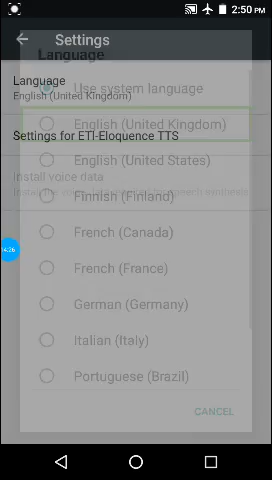 2:50 PM
Settings
Language
Language
English (United Kingdom)
Use system language
English (United Kingdom)
Settings for ETI-Eloquence TTS
English (United States)
Install voice data
Finnish (Finland)
French (Canada)
14:26
French (France)
German (Germany)
Italian (Italy)
Portuguese (Brazil)
CANCEL